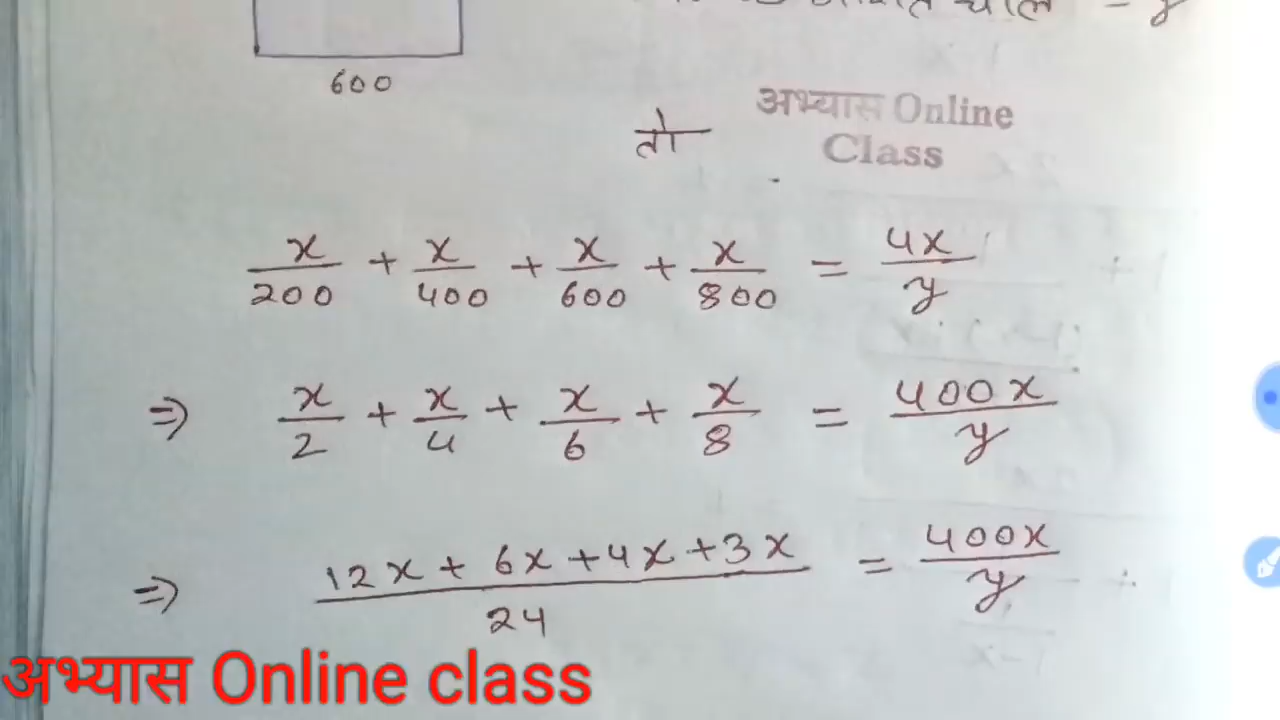 चाल = y
600
अभ्यास Online
Class
तो
x/200 + x/400 + x/600 + x/800 = 4x/y
⇒ x/2 + x/4 + x/6 + x/8 = 400x/y
⇒ (12x + 6x + 4x + 3x)/24 = 400x/y
अभ्यास Online class